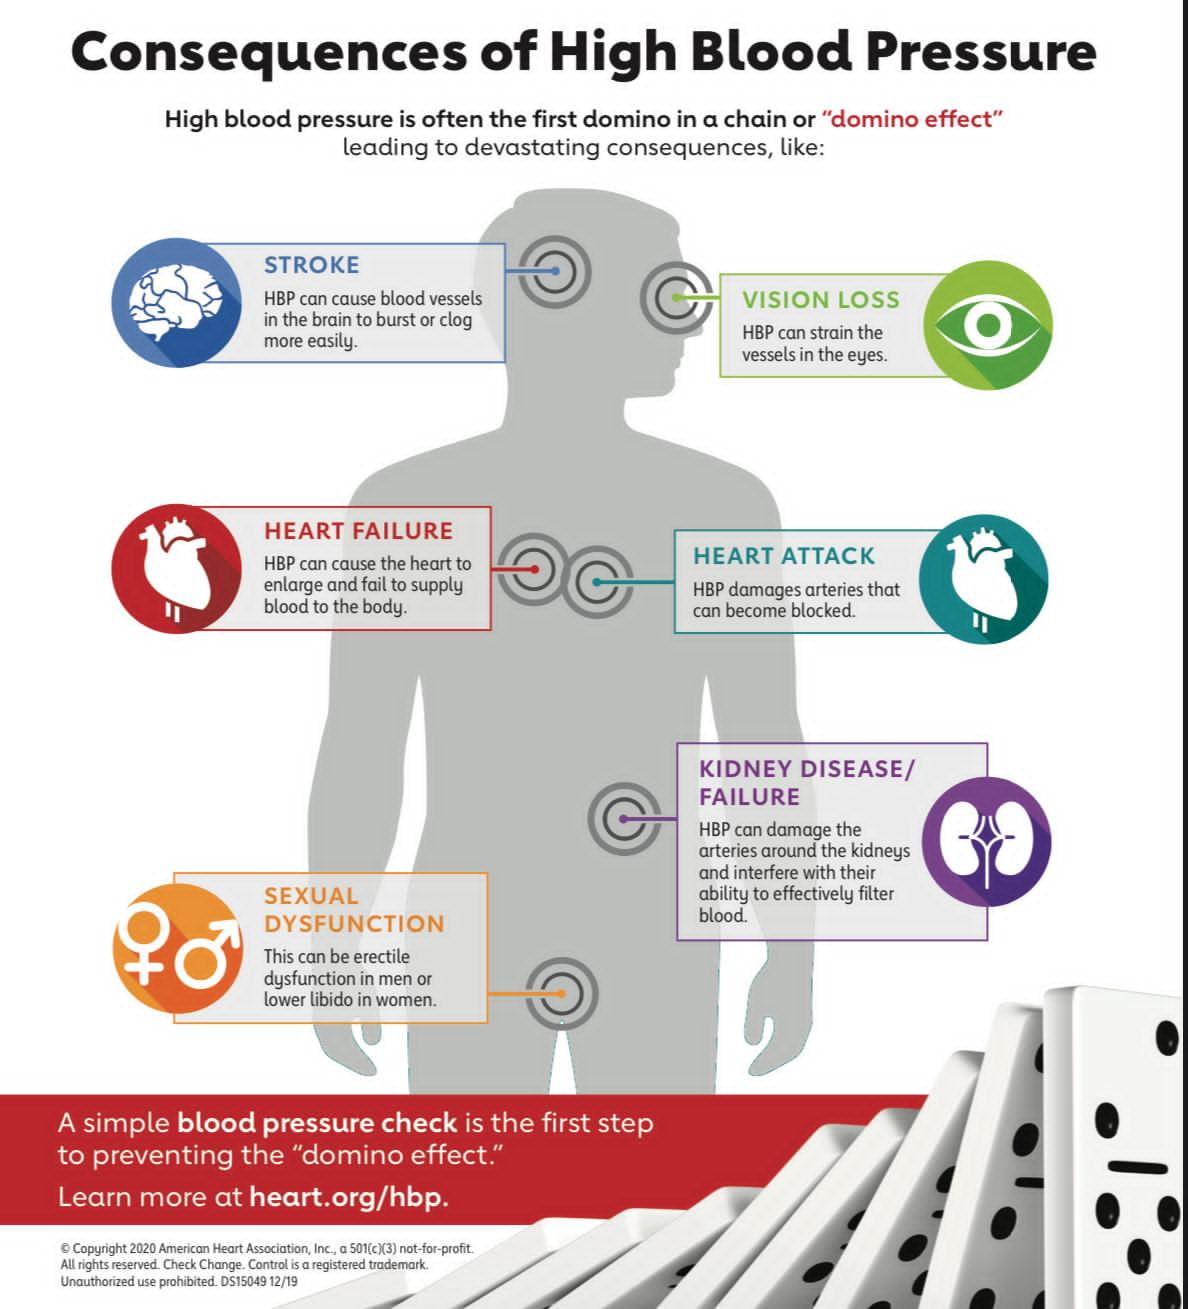 Consequences of High Blood Pressure
High blood pressure is often the first domino in a chain or “domino effect”
leading to devastating consequences, like:
STROKE
HBP can cause blood vessels
in the brain to burst or clog
more easily.
VISION LOSS
HBP can strain the
vessels in the eyes.
HEART FAILURE
HBP can cause the heart to
enlarge and fail to supply
blood to the body.
HEART ATTACK
HBP damages arteries that
can become blocked.
KIDNEY DISEASE/
FAILURE
HBP can damage the
arteries around the kidneys
and interfere with their
ability to effectively filter
blood.
SEXUAL
DYSFUNCTION
This can be erectile
dysfunction in men or
lower libido in women.
A simple blood pressure check is the first step
to preventing the “domino effect.”
Learn more at heart.org/hbp.
© Copyright 2020 American Heart Association, Inc., a 501(c)(3) not-for-profit.
All rights reserved. Check Change. Control is a registered trademark.
Unauthorized use prohibited. DS15049 12/19